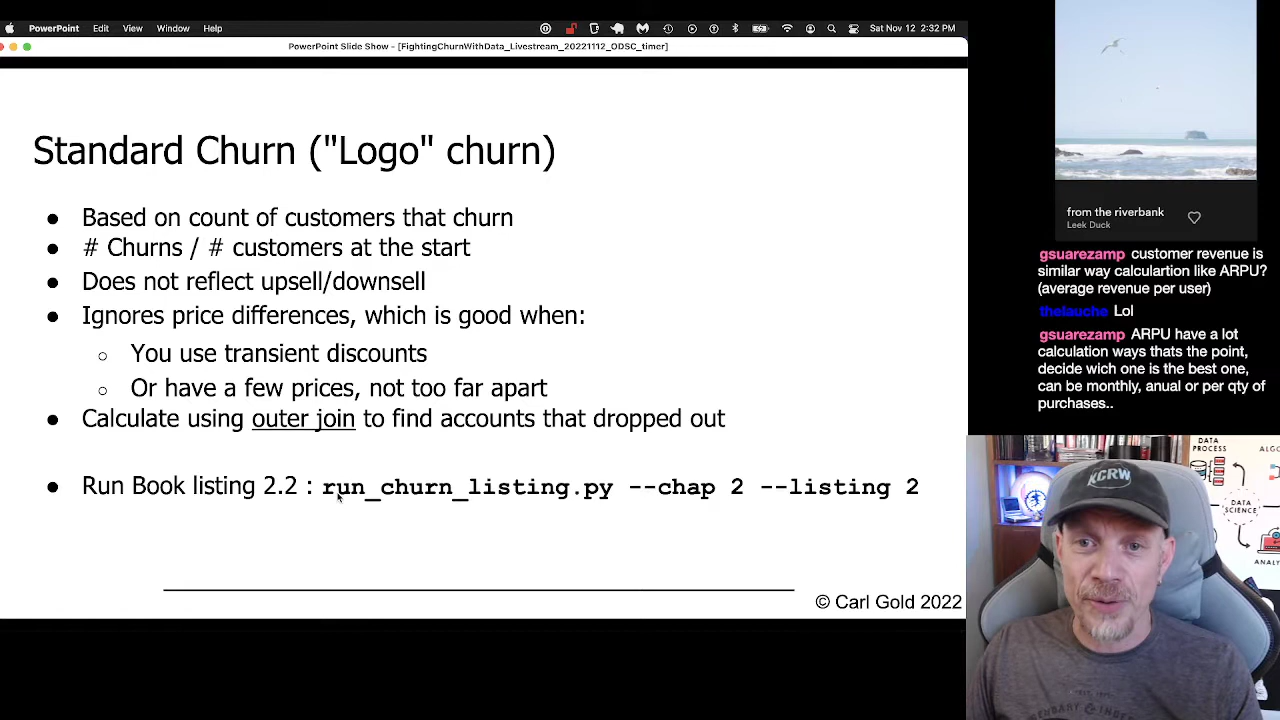 PowerPoint Edit View Window Help
Sat Nov 12 2:32 PM
PowerPoint Slide Show - [FightingChurnWithData_Livestream_20221112_ODSC_timer]
Standard Churn ("Logo" churn)
● Based on count of customers that churn
● # Churns / # customers at the start
● Does not reflect upsell/downsell
● Ignores price differences, which is good when:
○ You use transient discounts
○ Or have a few prices, not too far apart
● Calculate using outer join to find accounts that dropped out
● Run Book listing 2.2 : run_churn_listing.py --chap 2 --listing 2
© Carl Gold 2022
from the riverbank
Leek Duck
gsuarezamp customer revenue is
similar way calculartion like ARPU?
(average revenue per user)
thelauche Lol
gsuarezamp ARPU have a lot
calculation ways thats the point,
decide wich one is the best one,
can be monthly, anual or per qty of
purchases..
KCRW
DATA
PROCESS
DATA
SCIENCE